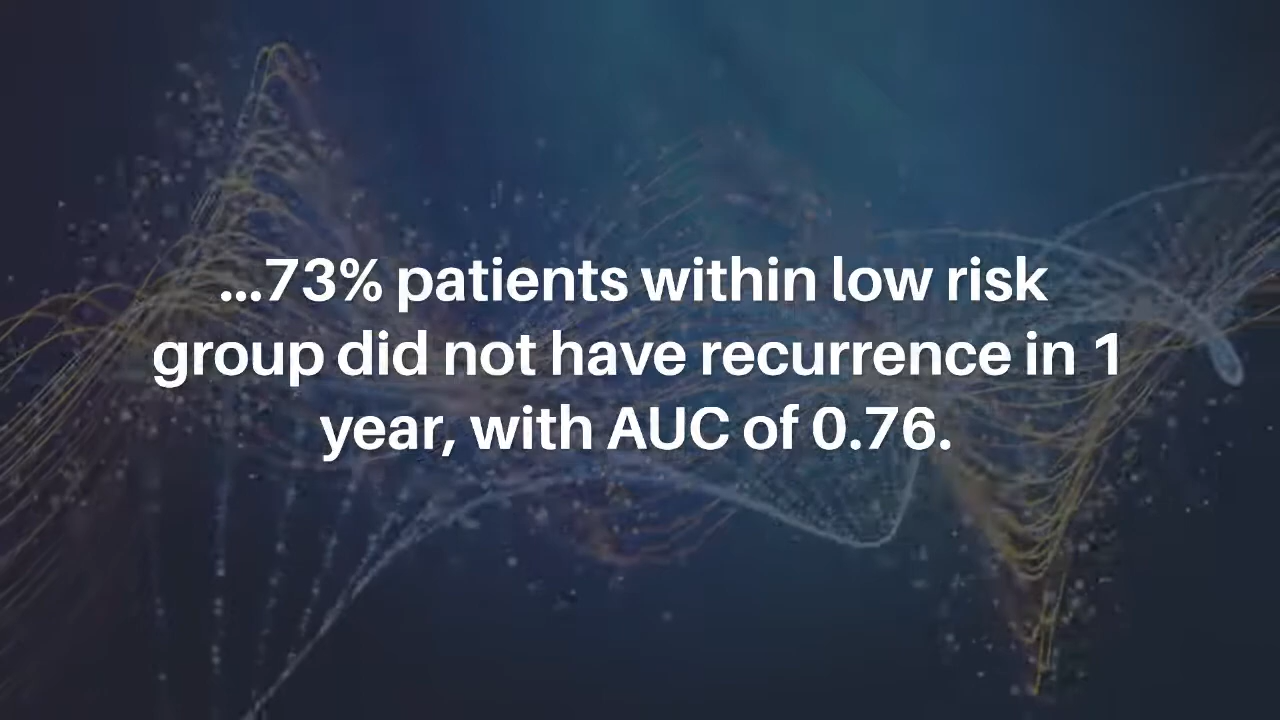 ...73% patients within low risk
group did not have recurrence in 1
year, with AUC of 0.76.